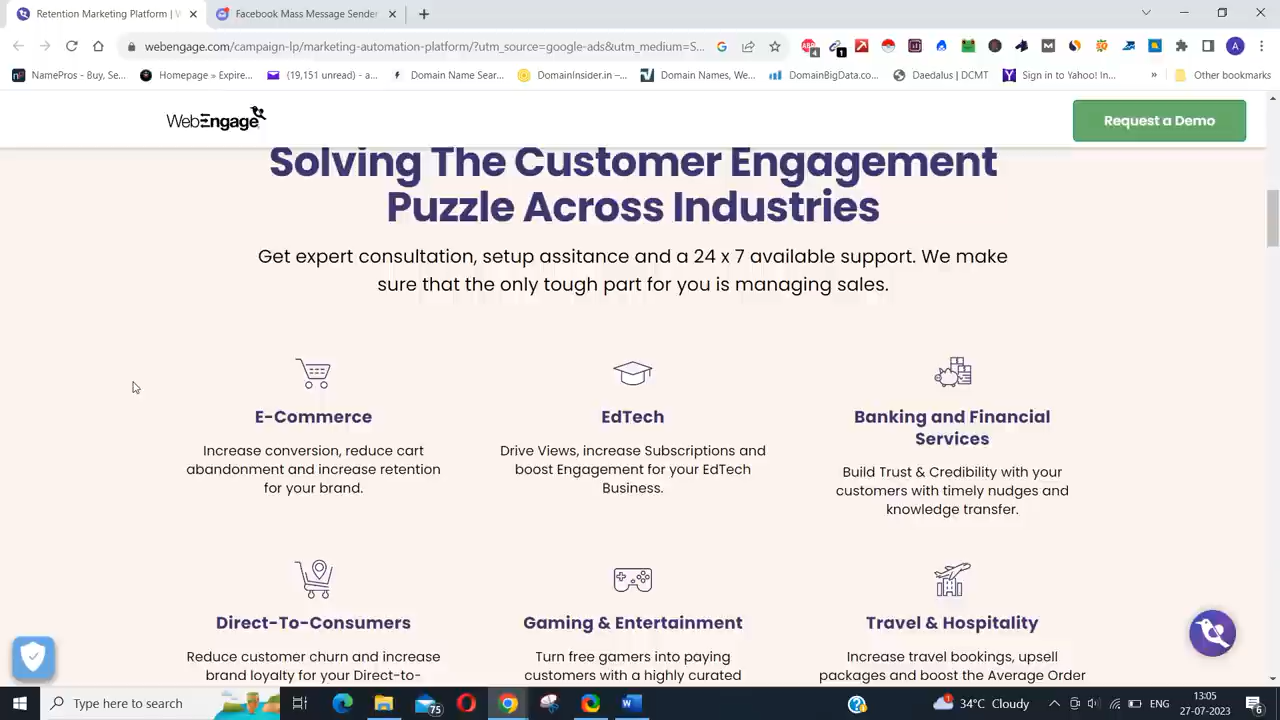 Retention Marketing Platform | W
Facebook Mass Message Sender
webengage.com/campaign-lp/marketing-automation-platform/?utm_source=google-ads&utm_medium=S...
4
1
A
NamePros - Buy, Se...
Homepage » Expire...
(19,151 unread) - a...
Domain Name Sear...
DomainInsider.in –...
Domain Names, We...
DomainBigData.co...
Daedalus | DCMT
Sign in to Yahoo! In...
»
Other bookmarks
WebEngage
Request a Demo
Solving The Customer Engagement
Puzzle Across Industries
Get expert consultation, setup assitance and a 24 x 7 available support. We make
sure that the only tough part for you is managing sales.
E-Commerce
Increase conversion, reduce cart
abandonment and increase retention
for your brand.
EdTech
Drive Views, increase Subscriptions and
boost Engagement for your EdTech
Business.
Banking and Financial
Services
Build Trust & Credibility with your
customers with timely nudges and
knowledge transfer.
Direct-To-Consumers
Reduce customer churn and increase
brand loyalty for your Direct-to-
Gaming & Entertainment
Turn free gamers into paying
customers with a highly curated
Travel & Hospitality
Increase travel bookings, upsell
packages and boost the Average Order
Type here to search
75
34°C Cloudy
ENG
13:05
27-07-2023
6